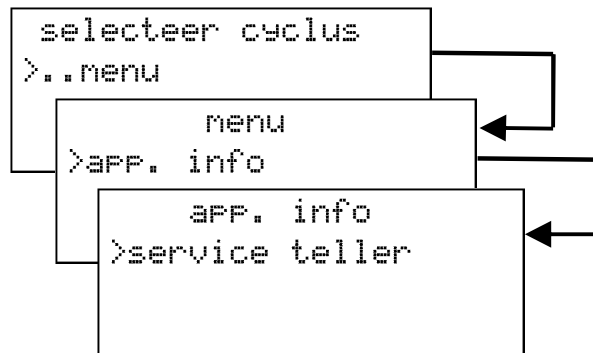 selecteer cyclus
>..menu
menu
>app. info
app. info
>service teller